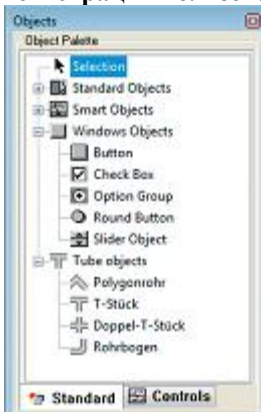 Objects
Object Palette
Selection
Standard Objects
Smart Objects
Windows Objects
Button
Check Box
Option Group
Round Button
Slider Object
Tube objects
Polygonrohr
T-Stück
Doppel-T-Stück
Rohrbogen
Standard
Controls